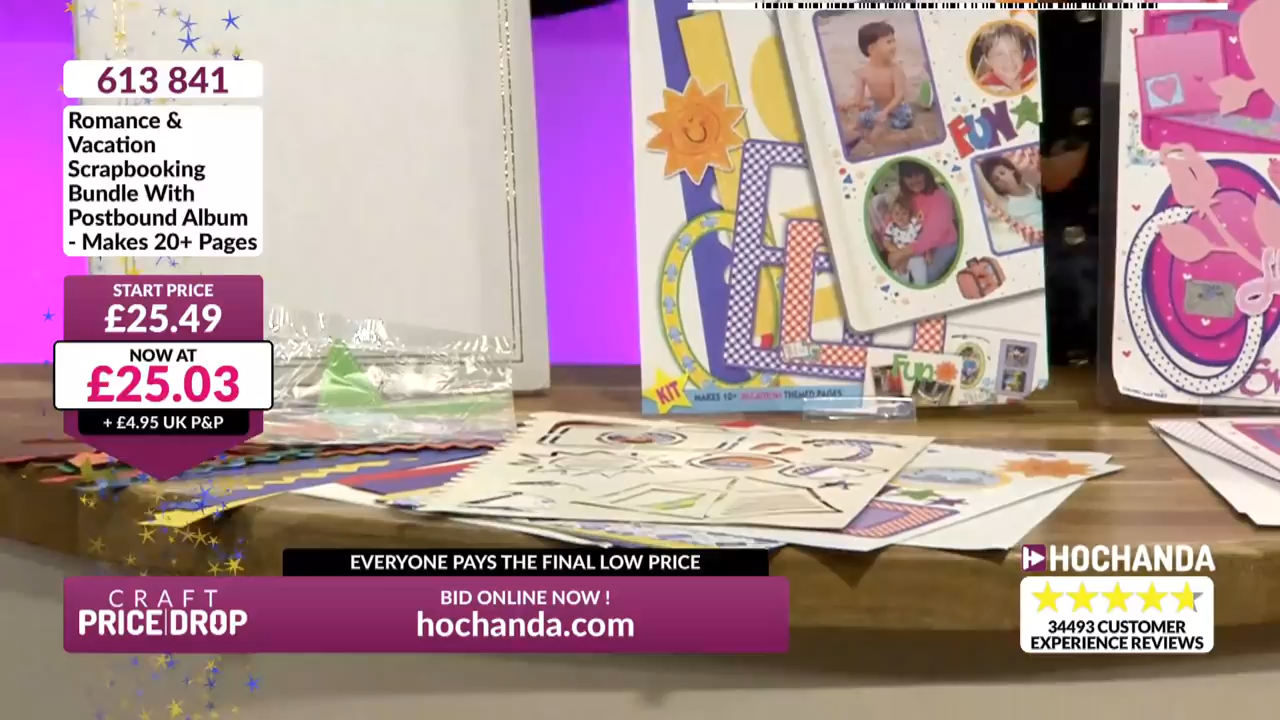 613 841
Romance &
Vacation
Scrapbooking
Bundle With
Postbound Album
- Makes 20+ Pages
START PRICE
£25.49
NOW AT
£25.03
+ £4.95 UK P&P
FUN
KIT
MAKES 10+ VACATION THEMED PAGES
Fun
EVERYONE PAYS THE FINAL LOW PRICE
CRAFT
PRICE DROP
BID ONLINE NOW !
hochanda.com
HOCHANDA
34493 CUSTOMER
EXPERIENCE REVIEWS